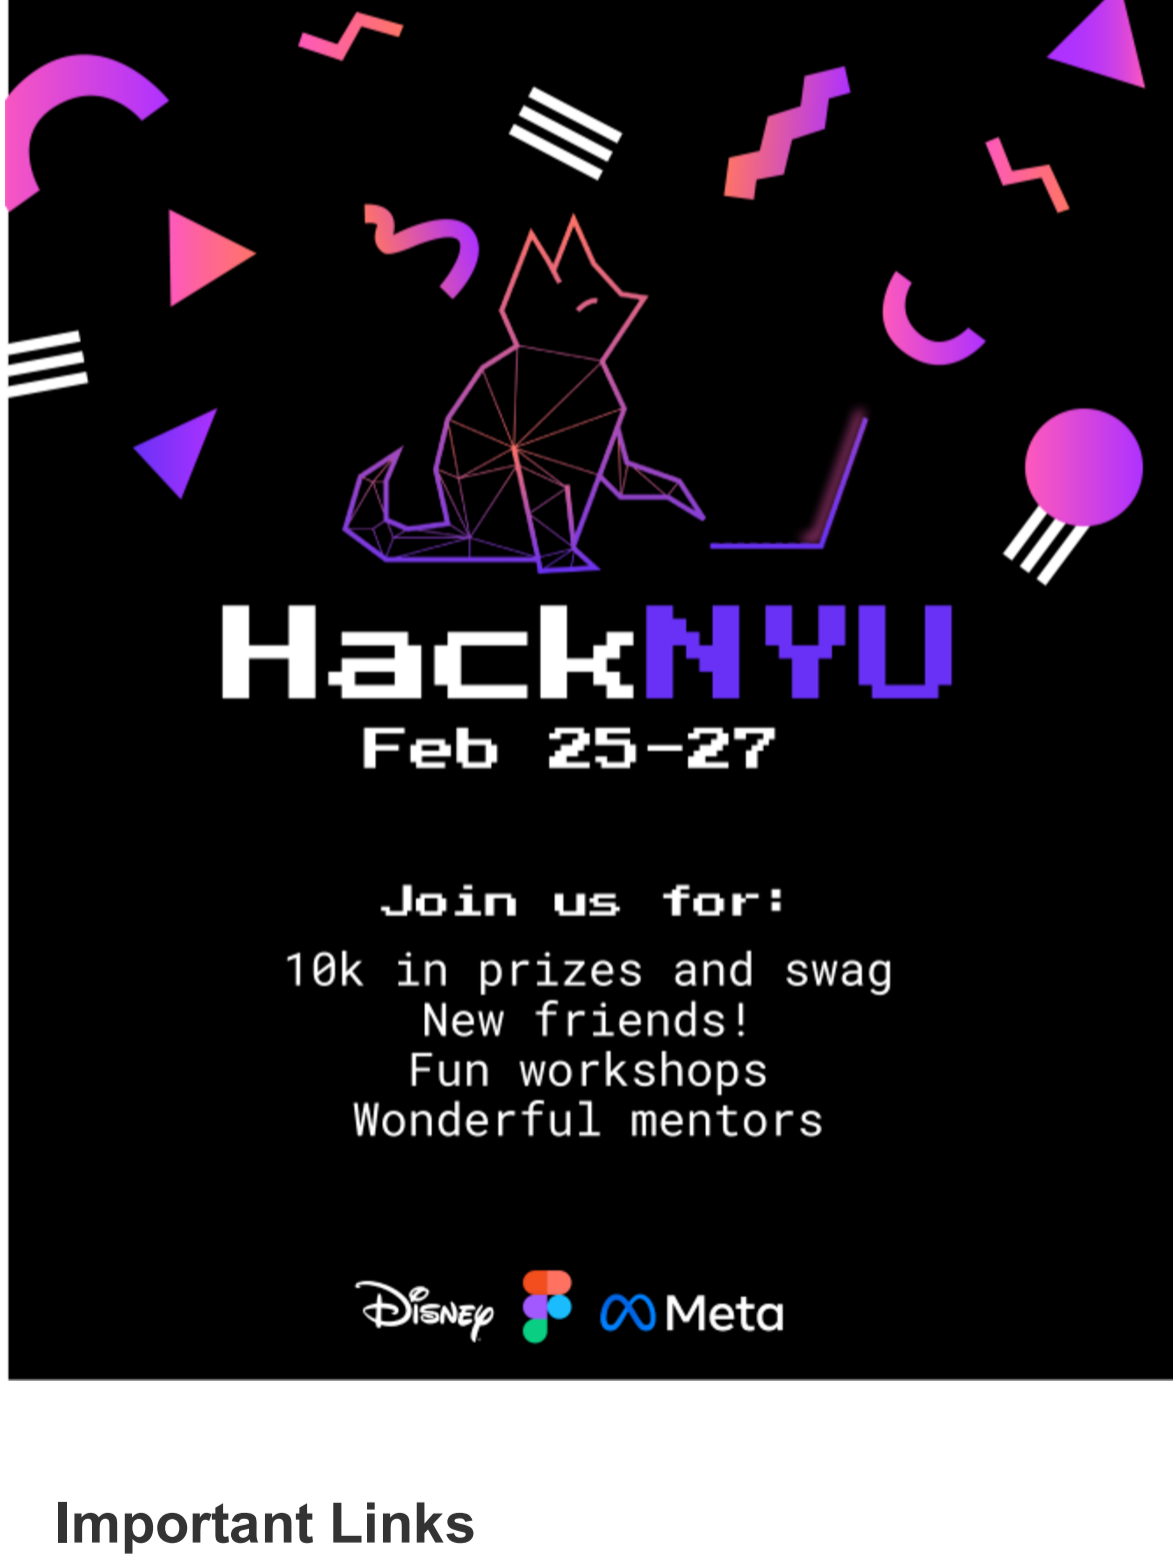 HackNYU
Feb 25-27
Join us for:
10k in prizes and swag
New friends!
Fun workshops
Wonderful mentors
Disney Meta
Important Links